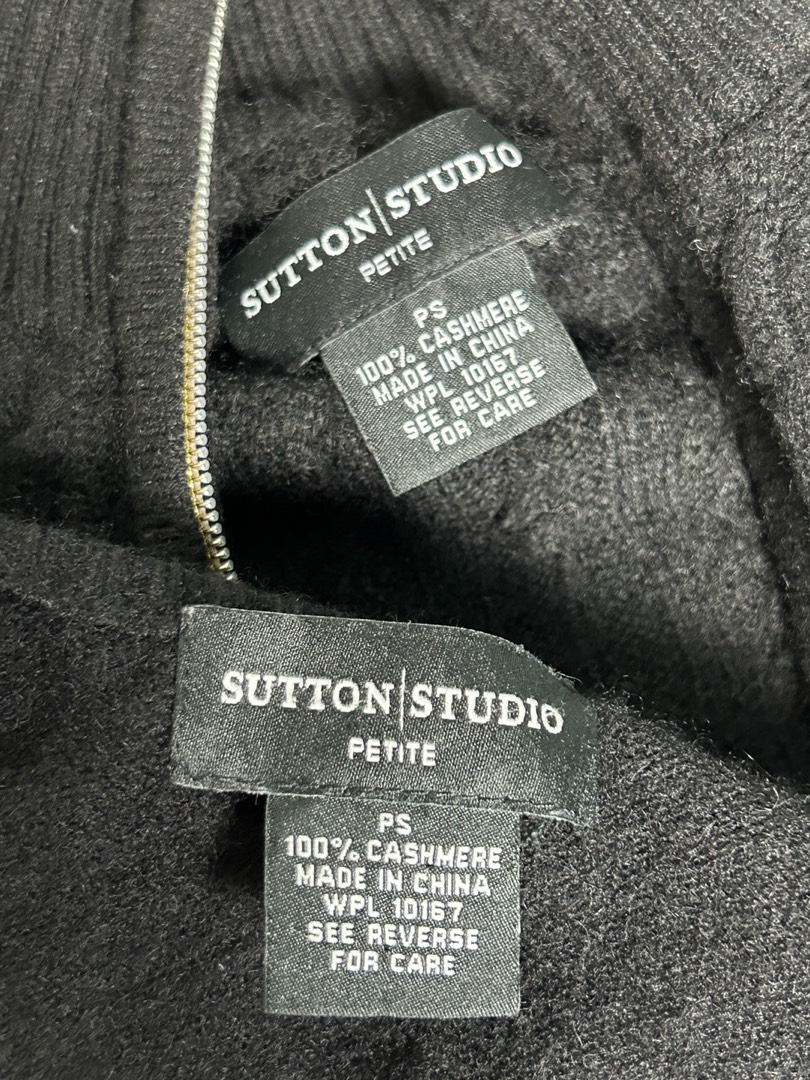 SUTTON|STUDIO
PETITE
PS
100% CASHMERE
MADE IN CHINA
WPL 10167
SEE REVERSE
FOR CARE
SUTTON|STUDIO
PETITE
PS
100% CASHMERE
MADE IN CHINA
WPL 10167
SEE REVERSE
FOR CARE